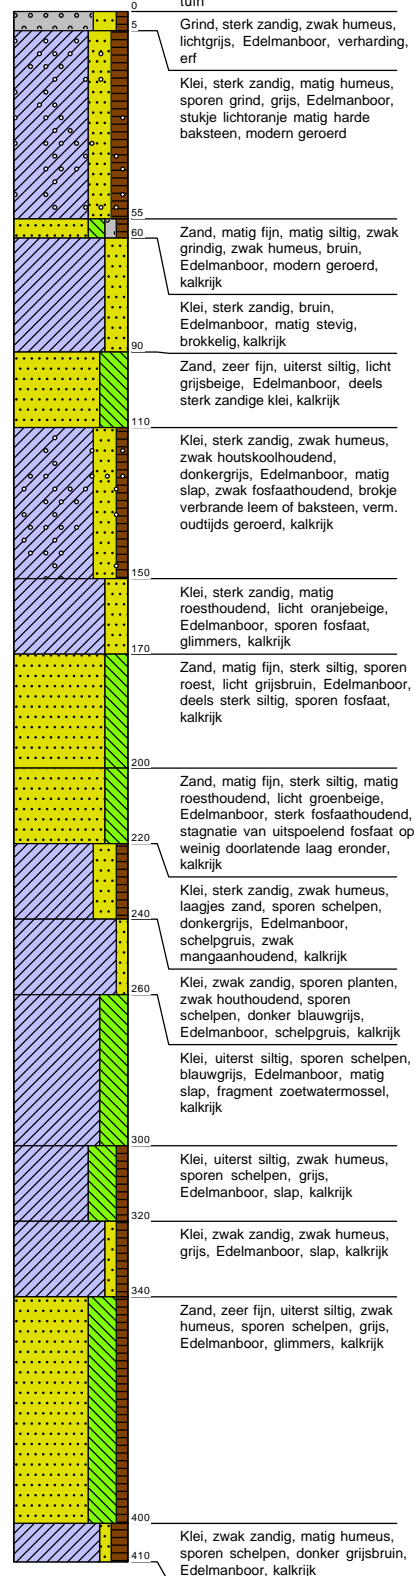 tuin
0
Grind, sterk zandig, zwak humeus,
lichtgrijs, Edelmanboor, verharding,
erf
5
Klei, sterk zandig, matig humeus,
sporen grind, grijs, Edelmanboor,
stukje lichtoranje matig harde
baksteen, modern geroerd
55
Zand, matig fijn, matig siltig, zwak
grindig, zwak humeus, bruin,
Edelmanboor, modern geroerd,
kalkrijk
60
Klei, sterk zandig, bruin,
Edelmanboor, matig stevig,
brokkelig, kalkrijk
90
Zand, zeer fijn, uiterst siltig, licht
grijsbeige, Edelmanboor, deels
sterk zandige klei, kalkrijk
110
Klei, sterk zandig, zwak humeus,
zwak houtskoolhoudend,
donkergrijs, Edelmanboor, matig
slap, zwak fosfaathoudend, brokje
verbrande leem of baksteen, verm.
oudtijds geroerd, kalkrijk
150
Klei, sterk zandig, matig
roesthoudend, licht oranjebeige,
Edelmanboor, sporen fosfaat,
glimmers, kalkrijk
170
Zand, matig fijn, sterk siltig, sporen
roest, licht grijsbruin, Edelmanboor,
deels sterk siltig, sporen fosfaat,
kalkrijk
200
Zand, matig fijn, sterk siltig, matig
roesthoudend, licht groenbeige,
Edelmanboor, sterk fosfaathoudend,
stagnatie van uitspoelend fosfaat op
weinig doorlatende laag eronder,
kalkrijk
220
Klei, sterk zandig, zwak humeus,
laagjes zand, sporen schelpen,
donkergrijs, Edelmanboor,
schelpgruis, zwak
mangaanhoudend, kalkrijk
240
Klei, zwak zandig, sporen planten,
zwak houthoudend, sporen
schelpen, donker blauwgrijs,
Edelmanboor, schelpgruis, kalkrijk
260
Klei, uiterst siltig, sporen schelpen,
blauwgrijs, Edelmanboor, matig
slap, fragment zoetwatermossel,
kalkrijk
300
Klei, uiterst siltig, zwak humeus,
sporen schelpen, grijs,
Edelmanboor, slap, kalkrijk
320
Klei, zwak zandig, zwak humeus,
grijs, Edelmanboor, slap, kalkrijk
340
Zand, zeer fijn, uiterst siltig, zwak
humeus, sporen schelpen, grijs,
Edelmanboor, glimmers, kalkrijk
400
Klei, zwak zandig, matig humeus,
sporen schelpen, donker grijsbruin,
Edelmanboor, kalkrijk
410